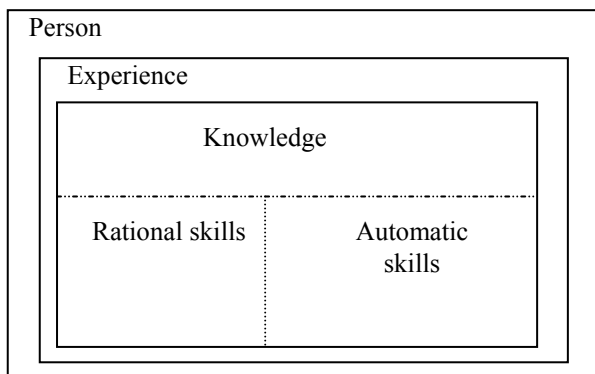 Person
Experience
Knowledge
Rational skills
Automatic
skills